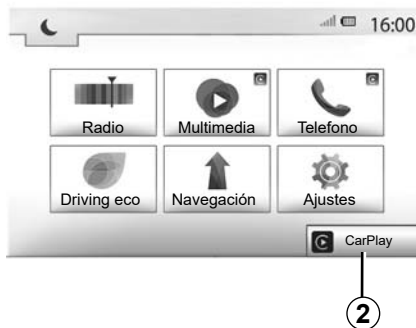 16:00
Radio
Multimedia
Telefono
Driving eco
Navegación
Ajustes
CarPlay
2